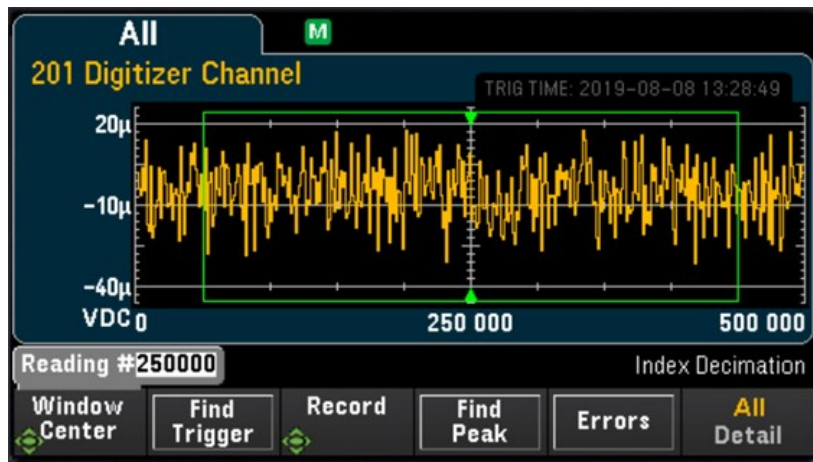 All
M
201 Digitizer Channel
TRIG TIME: 2019-08-08 13:28:49
20µ
-10µ
-40µ
VDC 0 250 000 500 000
Reading #250000
Index Decimation
Window Center
Find Trigger
Record
Find Peak
Errors
All
Detail